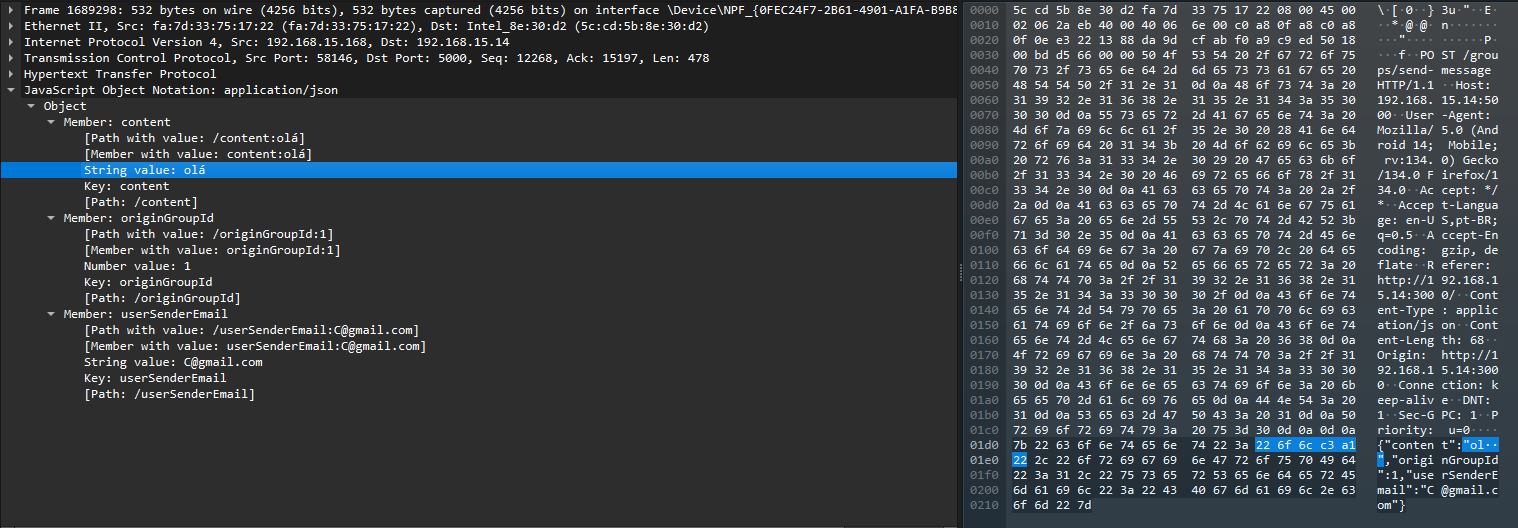 Frame 1689298: 532 bytes on wire (4256 bits), 532 bytes captured (4256 bits) on interface \Device\NPF_{0FEC24F7-2B61-4901-A1FA-B9B8
Ethernet II, Src: fa:7d:33:75:17:22 (fa:7d:33:75:17:22), Dst: Intel_8e:30:d2 (5c:cd:5b:8e:30:d2)
Internet Protocol Version 4, Src: 192.168.15.168, Dst: 192.168.15.14
Transmission Control Protocol, Src Port: 58146, Dst Port: 5000, Seq: 12268, Ack: 15197, Len: 478
Hypertext Transfer Protocol
JavaScript Object Notation: application/json
Object
Member: content
[Path with value: /content:olá]
[Member with value: content:olá]
String value: olá
Key: content
[Path: /content]
Member: originGroupId
[Path with value: /originGroupId:1]
[Member with value: originGroupId:1]
Number value: 1
Key: originGroupId
[Path: /originGroupId]
Member: userSenderEmail
[Path with value: /userSenderEmail:C@gmail.com]
[Member with value: userSenderEmail:C@gmail.com]
String value: C@gmail.com
Key: userSenderEmail
[Path: /userSenderEmail]
0000 5c cd 5b 8e 30 d2 fa 7d 33 75 17 22 08 00 45 00 \·[·0··} 3u·"··E·
0010 02 06 2a eb 40 00 40 06 6e 00 c0 a8 0f a8 c0 a8 ··*·@·@· n·······
0020 0f 0e e3 22 13 88 da 9d cf ab f0 a9 c9 ed 50 18 ···"···· ······P·
0030 00 bd d5 66 00 00 50 4f 53 54 20 2f 67 72 6f 75 ···f··PO ST /grou
0040 70 73 2f 73 65 6e 64 2d 6d 65 73 73 61 67 65 20 ps/send- message
0050 48 54 54 50 2f 31 2e 31 0d 0a 48 6f 73 74 3a 20 HTTP/1.1 ··Host:
0060 31 39 32 2e 31 36 38 2e 31 35 2e 31 34 3a 35 30 192.168. 15.14:50
0070 30 30 0d 0a 55 73 65 72 2d 41 67 65 6e 74 3a 20 00··User -Agent:
0080 4d 6f 7a 69 6c 6c 61 2f 35 2e 30 20 28 41 6e 64 Mozilla/ 5.0 (And
0090 72 6f 69 64 20 31 34 3b 20 4d 6f 62 69 6c 65 3b roid 14;  Mobile;
00a0 20 72 76 3a 31 33 34 2e 30 29 20 47 65 63 6b 6f  rv:134. 0) Gecko
00b0 2f 31 33 34 2e 30 20 46 69 72 65 66 6f 78 2f 31 /134.0 F irefox/1
00c0 33 34 2e 30 0d 0a 41 63 63 65 70 74 3a 20 2a 2f 34.0··Ac cept: */
00d0 2a 0d 0a 41 63 63 65 70 74 2d 4c 61 6e 67 75 61 *··Accep t-Langua
00e0 67 65 3a 20 65 6e 2d 55 53 2c 70 74 2d 42 52 3b ge: en-U S,pt-BR;
00f0 71 3d 30 2e 35 0d 0a 41 63 63 65 70 74 2d 45 6e q=0.5··A ccept-En
0100 63 6f 64 69 6e 67 3a 20 67 7a 69 70 2c 20 64 65 coding:  gzip, de
0110 66 6c 61 74 65 0d 0a 52 65 66 65 72 65 72 3a 20 flate··R eferer:
0120 68 74 74 70 3a 2f 2f 31 39 32 2e 31 36 38 2e 31 http://1 92.168.1
0130 35 2e 31 34 3a 33 30 30 30 2f 0d 0a 43 6f 6e 74 5.14:300 0/··Cont
0140 65 6e 74 2d 54 79 70 65 3a 20 61 70 70 6c 69 63 ent-Type : applic
0150 61 74 69 6f 6e 2f 6a 73 6f 6e 0d 0a 43 6f 6e 74 ation/js on··Cont
0160 65 6e 74 2d 4c 65 6e 67 74 68 3a 20 36 38 0d 0a ent-Leng th: 68··
0170 4f 72 69 67 69 6e 3a 20 68 74 74 70 3a 2f 2f 31 Origin:  http://1
0180 39 32 2e 31 36 38 2e 31 35 2e 31 34 3a 33 30 30 92.168.1 5.14:300
0190 30 0d 0a 43 6f 6e 6e 65 63 74 69 6f 6e 3a 20 6b 0··Conne ction: k
01a0 65 65 70 2d 61 6c 69 76 65 0d 0a 44 4e 54 3a 20 eep-aliv e··DNT:
01b0 31 0d 0a 53 65 63 2d 47 50 43 3a 20 31 0d 0a 50 1··Sec-G PC: 1··P
01c0 72 69 6f 72 69 74 79 3a 20 75 3d 30 0d 0a 0d 0a riority:  u=0····
01d0 7b 22 63 6f 6e 74 65 6e 74 22 3a 22 6f 6c c3 a1 {"conten t":"ol··
01e0 22 2c 22 6f 72 69 67 69 6e 47 72 6f 75 70 49 64 ","origi nGroupId
01f0 22 3a 31 2c 22 75 73 65 72 53 65 6e 64 65 72 45 ":1,"use rSenderE
0200 6d 61 69 6c 22 3a 22 43 40 67 6d 61 69 6c 2e 63 mail":"C @gmail.c
0210 6f 6d 22 7d om"}